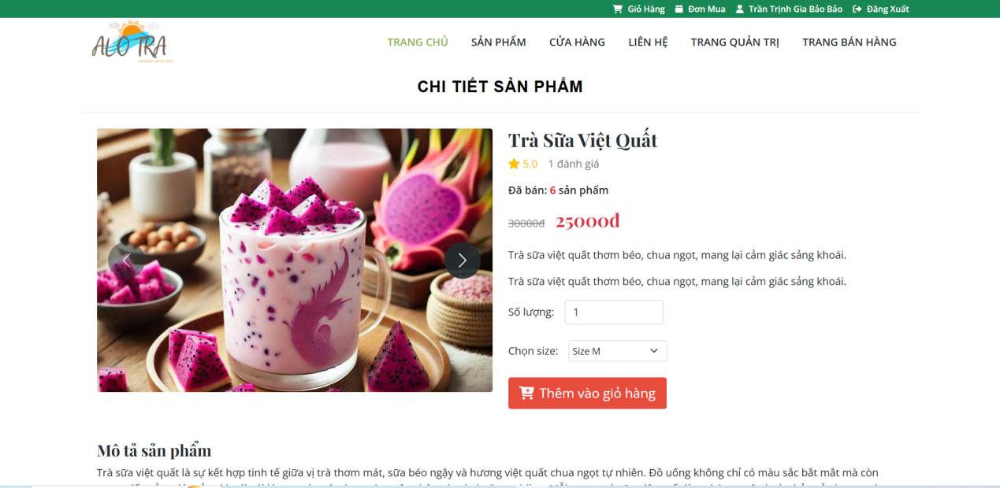 Giỏ Hàng Đơn Mua Trần Trịnh Gia Bảo Bảo Đăng Xuất
ALO TRA
TRANG CHỦ SẢN PHẨM CỬA HÀNG LIÊN HỆ TRANG QUẢN TRỊ TRANG BÁN HÀNG
CHI TIẾT SẢN PHẨM
Trà Sữa Việt Quất
5.0 1 đánh giá
Đã bán: 6 sản phẩm
30000đ 25000đ
Trà sữa việt quất thơm béo, chua ngọt, mang lại cảm giác sảng khoái.
Trà sữa việt quất thơm béo, chua ngọt, mang lại cảm giác sảng khoái.
Số lượng: 1
Chọn size: Size M
Thêm vào giỏ hàng
Mô tả sản phẩm
Trà sữa việt quất là sự kết hợp tinh tế giữa vị trà thơm mát, sữa béo ngậy và hương việt quất chua ngọt tự nhiên. Đồ uống không chỉ có màu sắc bắt mắt mà còn